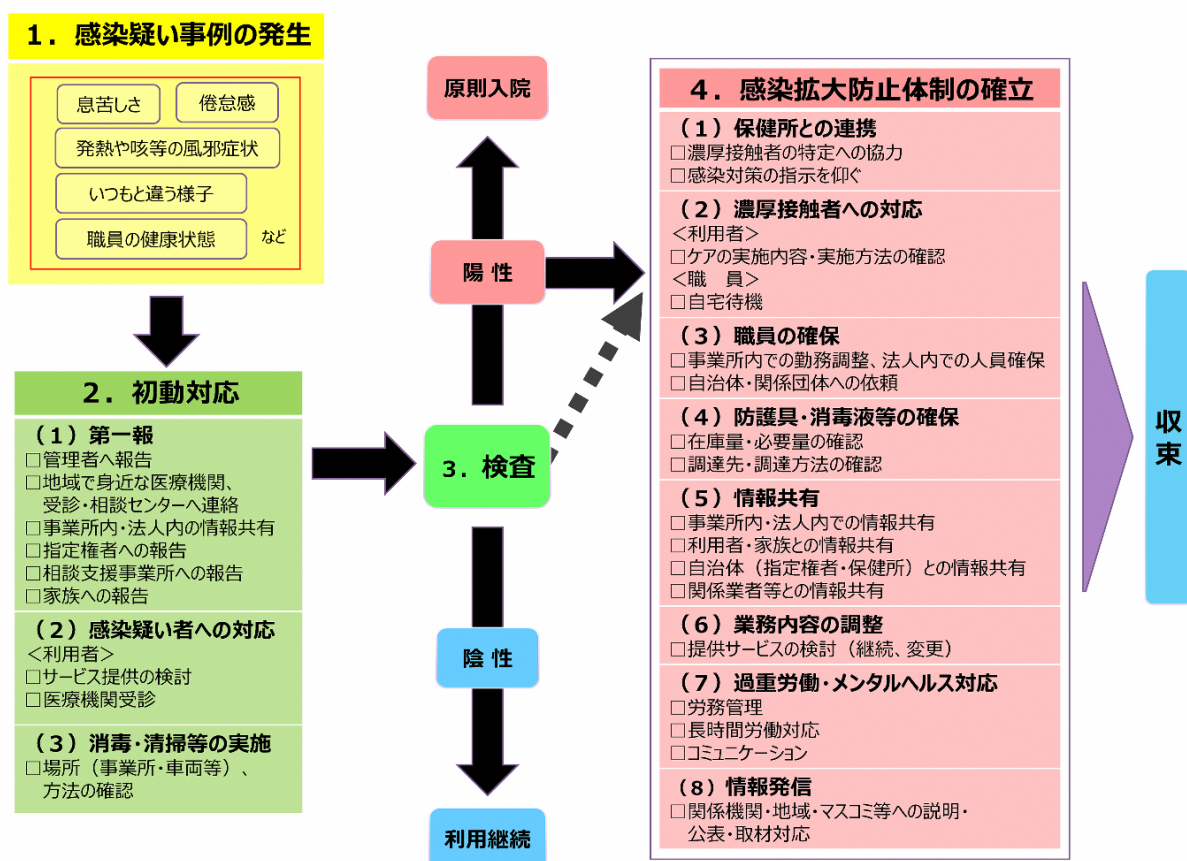 1．感染疑い事例の発生
息苦しさ
倦怠感
発熱や咳等の風邪症状
いつもと違う様子
職員の健康状態
など
2．初動対応
（1）第一報
□管理者へ報告
□地域で身近な医療機関、
受診・相談センターへ連絡
□事業所内・法人内の情報共有
□指定権者への報告
□相談支援事業所への報告
□家族への報告
（2）感染疑い者への対応
＜利用者＞
□サービス提供の検討
□医療機関受診
（3）消毒・清掃等の実施
□場所（事業所・車両等）、
方法の確認
原則入院
陽 性
3．検査
陰 性
利用継続
4．感染拡大防止体制の確立
（1）保健所との連携
□濃厚接触者の特定への協力
□感染対策の指示を仰ぐ
（2）濃厚接触者への対応
＜利用者＞
□ケアの実施内容・実施方法の確認
＜職　員＞
□自宅待機
（3）職員の確保
□事業所内での勤務調整、法人内での人員確保
□自治体・関係団体への依頼
（4）防護具・消毒液等の確保
□在庫量・必要量の確認
□調達先・調達方法の確認
（5）情報共有
□事業所内・法人内での情報共有
□利用者・家族との情報共有
□自治体（指定権者・保健所）との情報共有
□関係業者等との情報共有
（6）業務内容の調整
□提供サービスの検討（継続、変更）
（7）過重労働・メンタルヘルス対応
□労務管理
□長時間労働対応
□コミュニケーション
（8）情報発信
□関係機関・地域・マスコミ等への説明・
公表・取材対応
収束